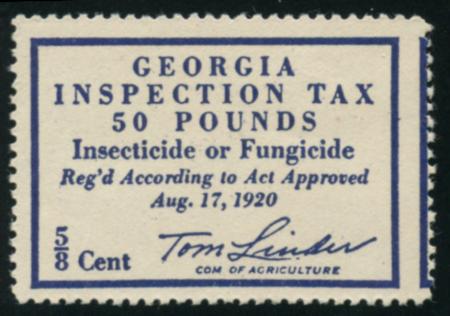 GEORGIA
INSPECTION TAX
50 POUNDS
Insecticide or Fungicide
Reg'd According to Act Approved
Aug. 17, 1920
5/8 Cent
Tom Linder
COM OF AGRICULTURE